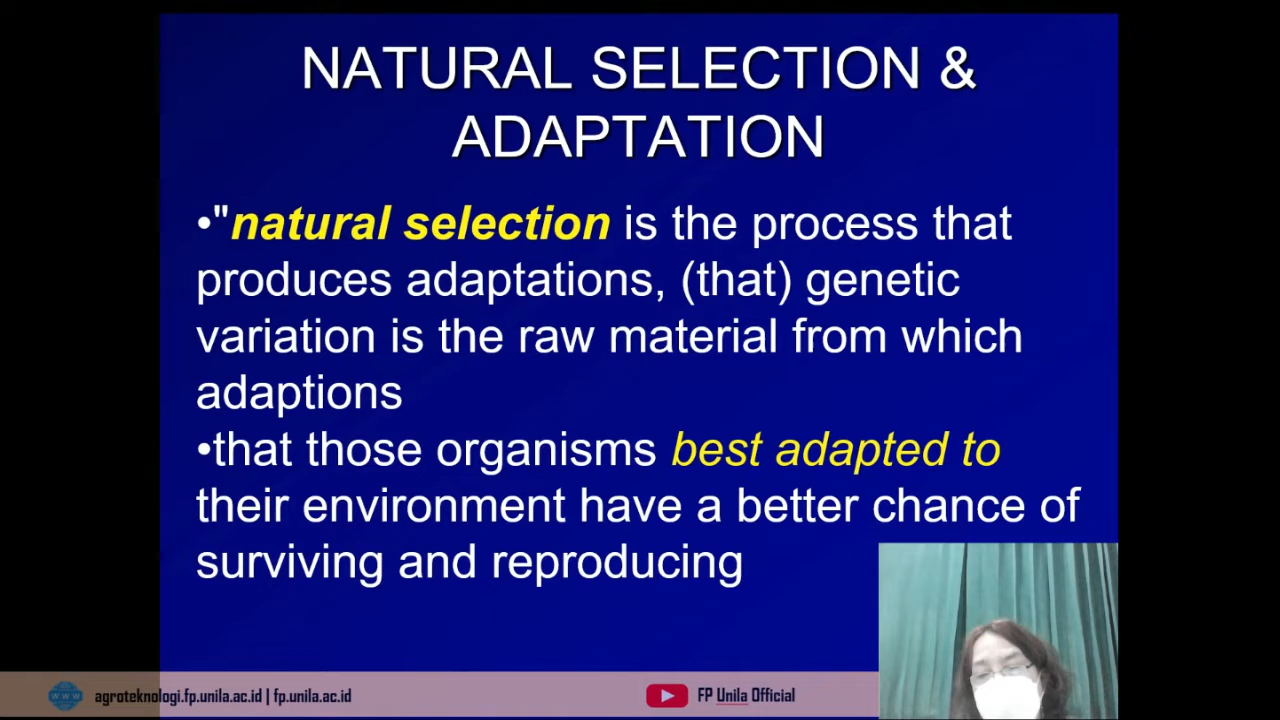 NATURAL SELECTION &
ADAPTATION
•"natural selection is the process that
produces adaptations, (that) genetic
variation is the raw material from which
adaptions
•that those organisms best adapted to
their environment have a better chance of
surviving and reproducing
WWW
agroteknologi.fp.unila.ac.id | fp.unila.ac.id
FP Unila Official